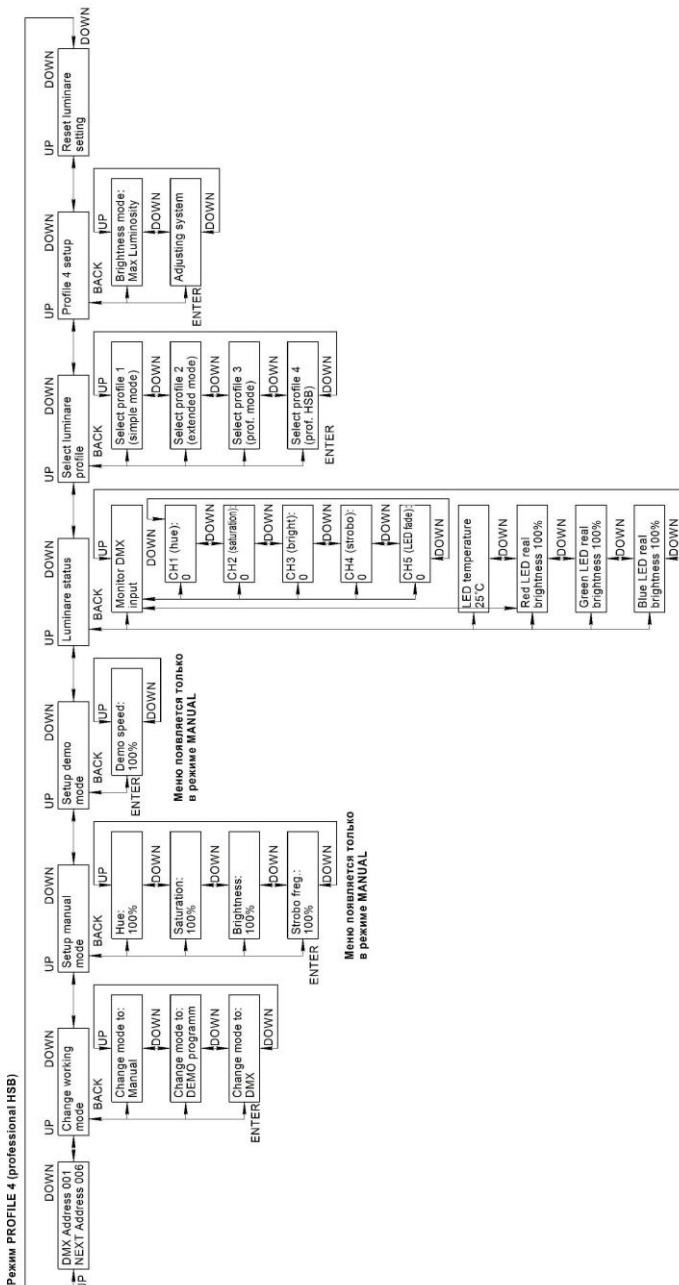 Режим PROFILE 4 (professional HSB)
UP
DOWN
DMX Address 001
NEXT Address 006
UP
DOWN
Change working
mode
BACK
UP
Change mode to:
Manual
DOWN
Change mode to:
DEMO programm
DOWN
Change mode to:
DMX
ENTER
DOWN
UP
DOWN
Setup manual
mode
BACK
UP
Hue:
100%
DOWN
Saturation:
100%
DOWN
Brightness:
100%
DOWN
Strobo freg.:
100%
ENTER
DOWN
Меню появляется только
в режиме MANUAL
UP
DOWN
Setup demo
mode
BACK
UP
Demo speed:
100%
ENTER
DOWN
Меню появляется только
в режиме MANUAL
UP
DOWN
Luminare status
BACK
UP
Monitor DMX
input
DOWN
CH1 (hue):
0
DOWN
CH2 (saturation):
0
DOWN
CH3 (bright):
0
DOWN
CH4 (strobo):
0
DOWN
CH5 (LED fade):
0
DOWN
LED temperature
25°C
DOWN
Red LED real
brightness 100%
DOWN
Green LED real
brightness 100%
DOWN
Blue LED real
brightness 100%
DOWN
UP
DOWN
Select luminare
profile
BACK
UP
Select profile 1
(simple mode)
DOWN
Select profile 2
(extended mode)
DOWN
Select profile 3
(prof. mode)
DOWN
Select profile 4
(prof. HSB)
ENTER
DOWN
UP
DOWN
Profile 4 setup
BACK
UP
Brightness mode:
Max Luminosity
DOWN
Adjusting system
ENTER
DOWN
UP
DOWN
Reset luminare
setting
DOWN